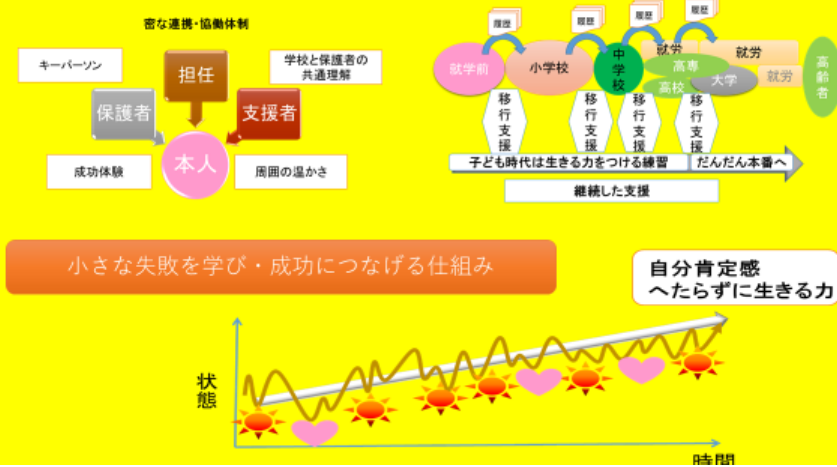 密な連携・協働体制
キーパーソン
担任
学校と保護者の
共通理解
保護者
支援者
本人
成功体験
周囲の温かさ
履歴
履歴
履歴
履歴
就学前
小学校
中
学
校
就労
高専
高校
大学
就労
就労
高
齢
者
移
行
支
援
移
行
支
援
移
行
支
援
移
行
支
援
子ども時代は生きる力をつける練習
だんだん本番へ
継続した支援
小さな失敗を学び・成功につなげる仕組み
自分肯定感
へたらずに生きる力
状
態
時間